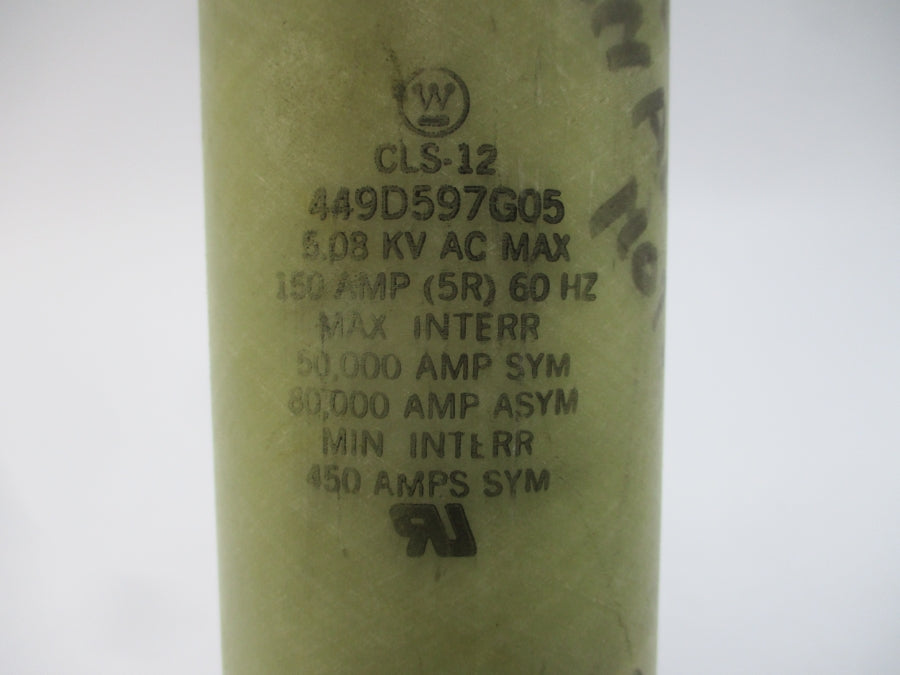 W
CLS-12
449D597G05
5.08 KV AC MAX
150 AMP (5R) 60 HZ
MAX INTERR
50,000 AMP SYM
80,000 AMP ASYM
MIN INTERR
450 AMPS SYM